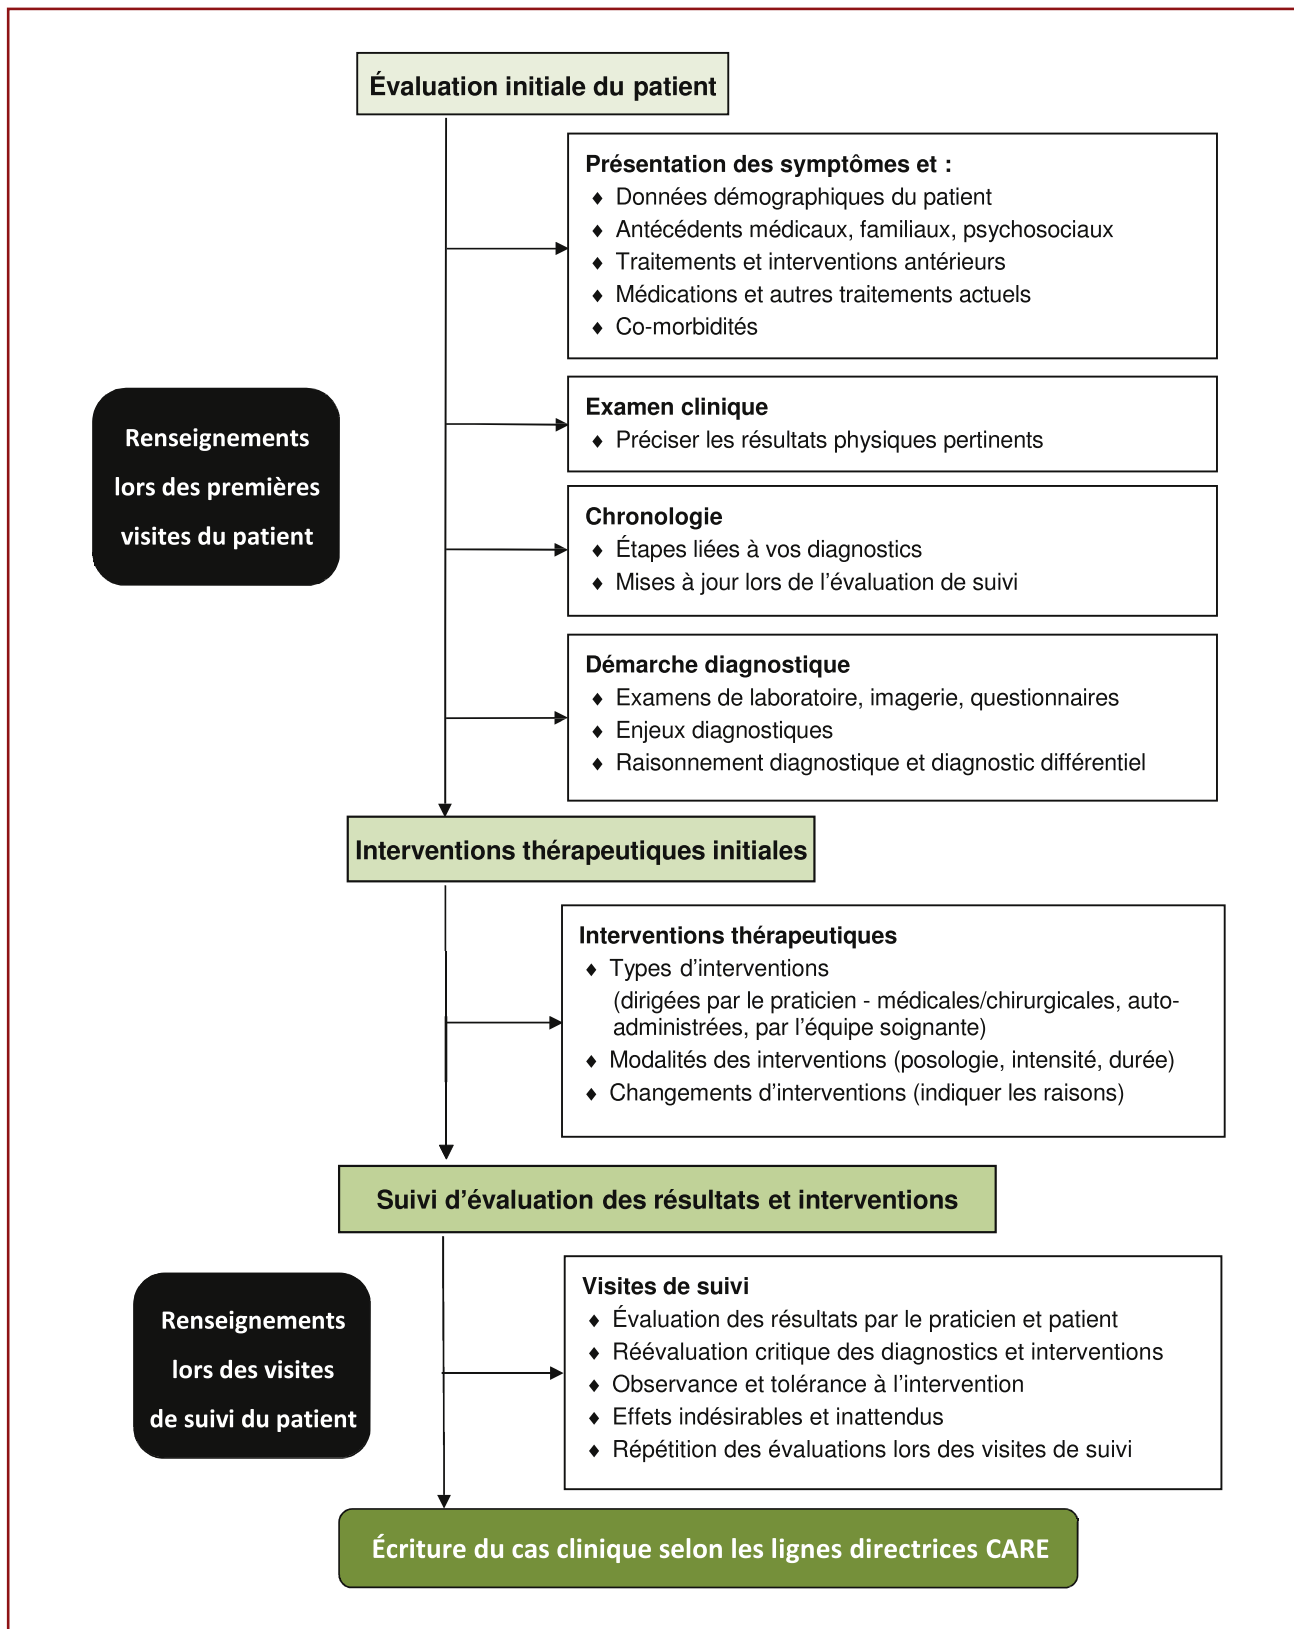 Évaluation initiale du patient
Présentation des symptômes et :
♦ Données démographiques du patient
♦ Antécédents médicaux, familiaux, psychosociaux
♦ Traitements et interventions antérieurs
♦ Médications et autres traitements actuels
♦ Co-morbidités
Renseignements
lors des premières
visites du patient
Examen clinique
♦ Préciser les résultats physiques pertinents
Chronologie
♦ Étapes liées à vos diagnostics
♦ Mises à jour lors de l’évaluation de suivi
Démarche diagnostique
♦ Examens de laboratoire, imagerie, questionnaires
♦ Enjeux diagnostiques
♦ Raisonnement diagnostique et diagnostic différentiel
Interventions thérapeutiques initiales
Interventions thérapeutiques
♦ Types d’interventions
(dirigées par le praticien - médicales/chirurgicales, auto-
administrées, par l’équipe soignante)
♦ Modalités des interventions (posologie, intensité, durée)
♦ Changements d’interventions (indiquer les raisons)
Suivi d’évaluation des résultats et interventions
Renseignements
lors des visites
de suivi du patient
Visites de suivi
♦ Évaluation des résultats par le praticien et patient
♦ Réévaluation critique des diagnostics et interventions
♦ Observance et tolérance à l’intervention
♦ Effets indésirables et inattendus
♦ Répétition des évaluations lors des visites de suivi
Écriture du cas clinique selon les lignes directrices CARE